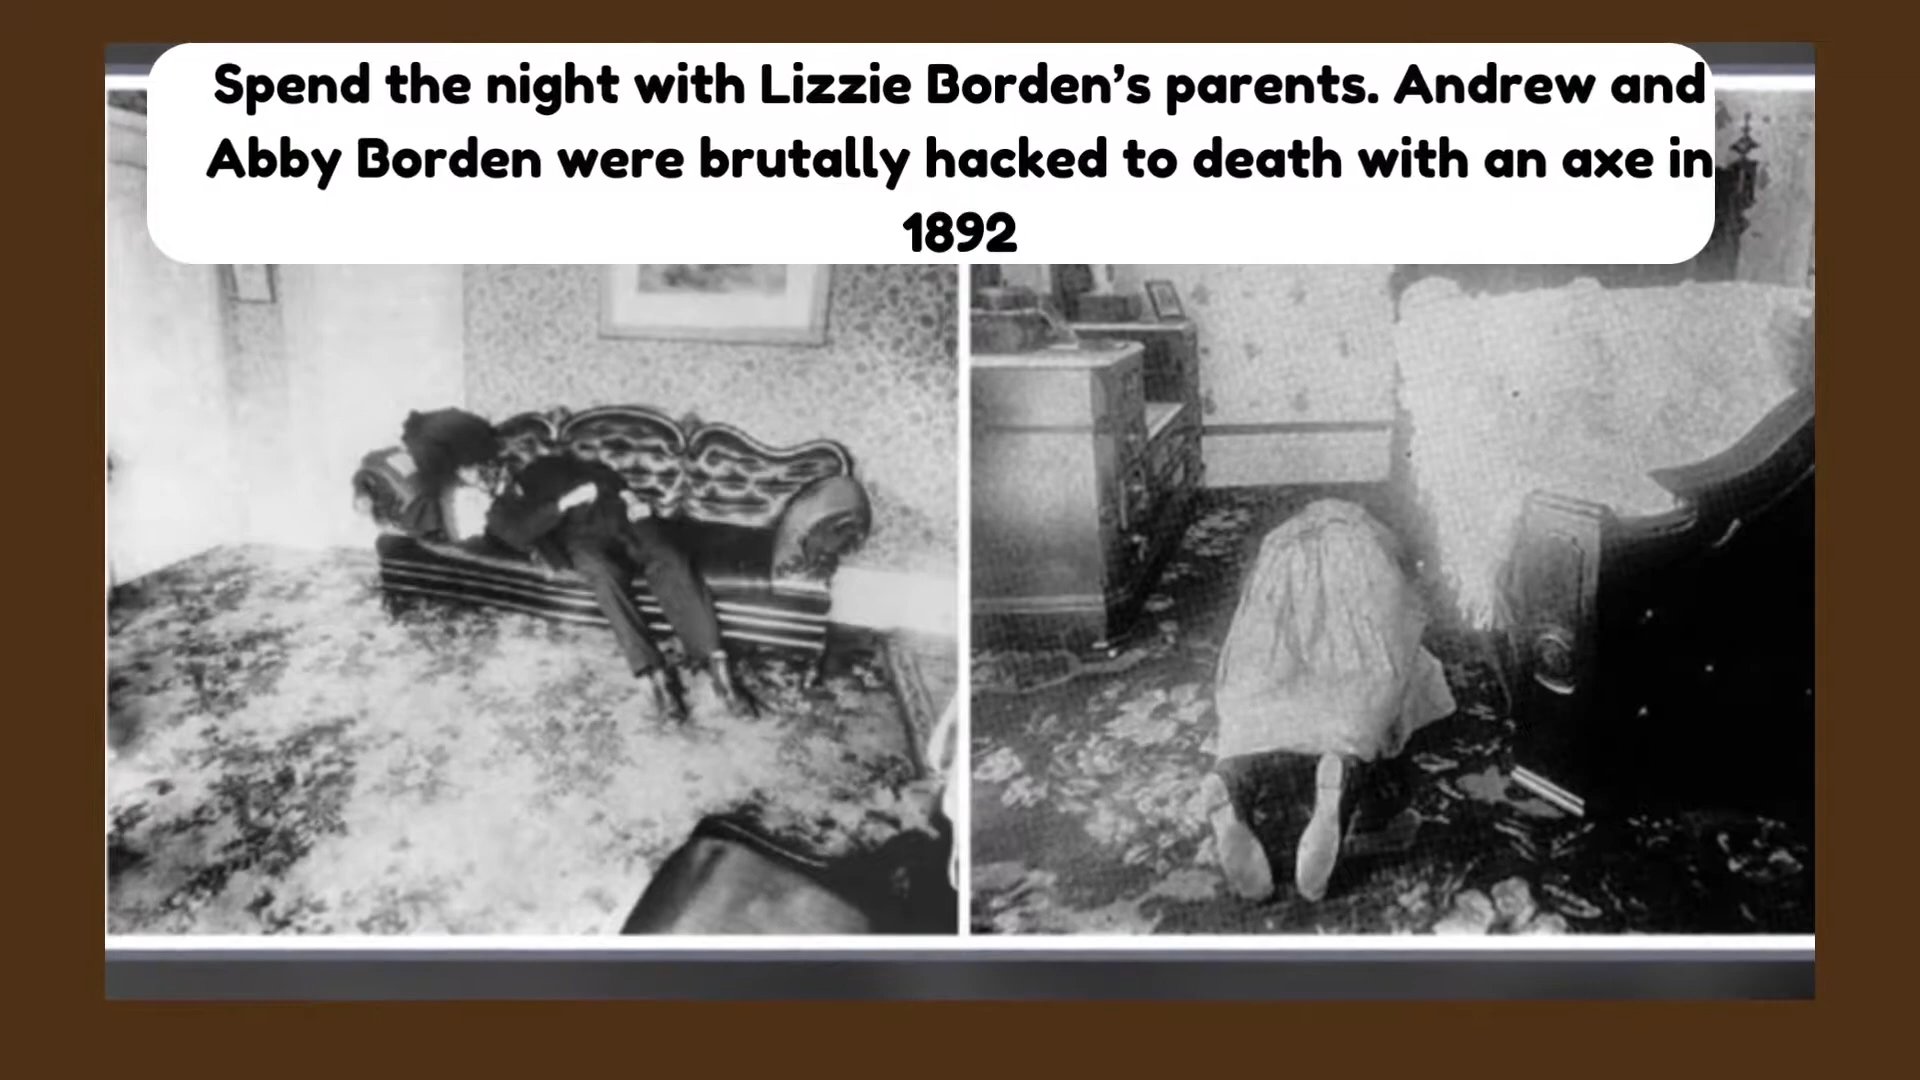 Spend the night with Lizzie Borden’s parents. Andrew and
Abby Borden were brutally hacked to death with an axe in
1892